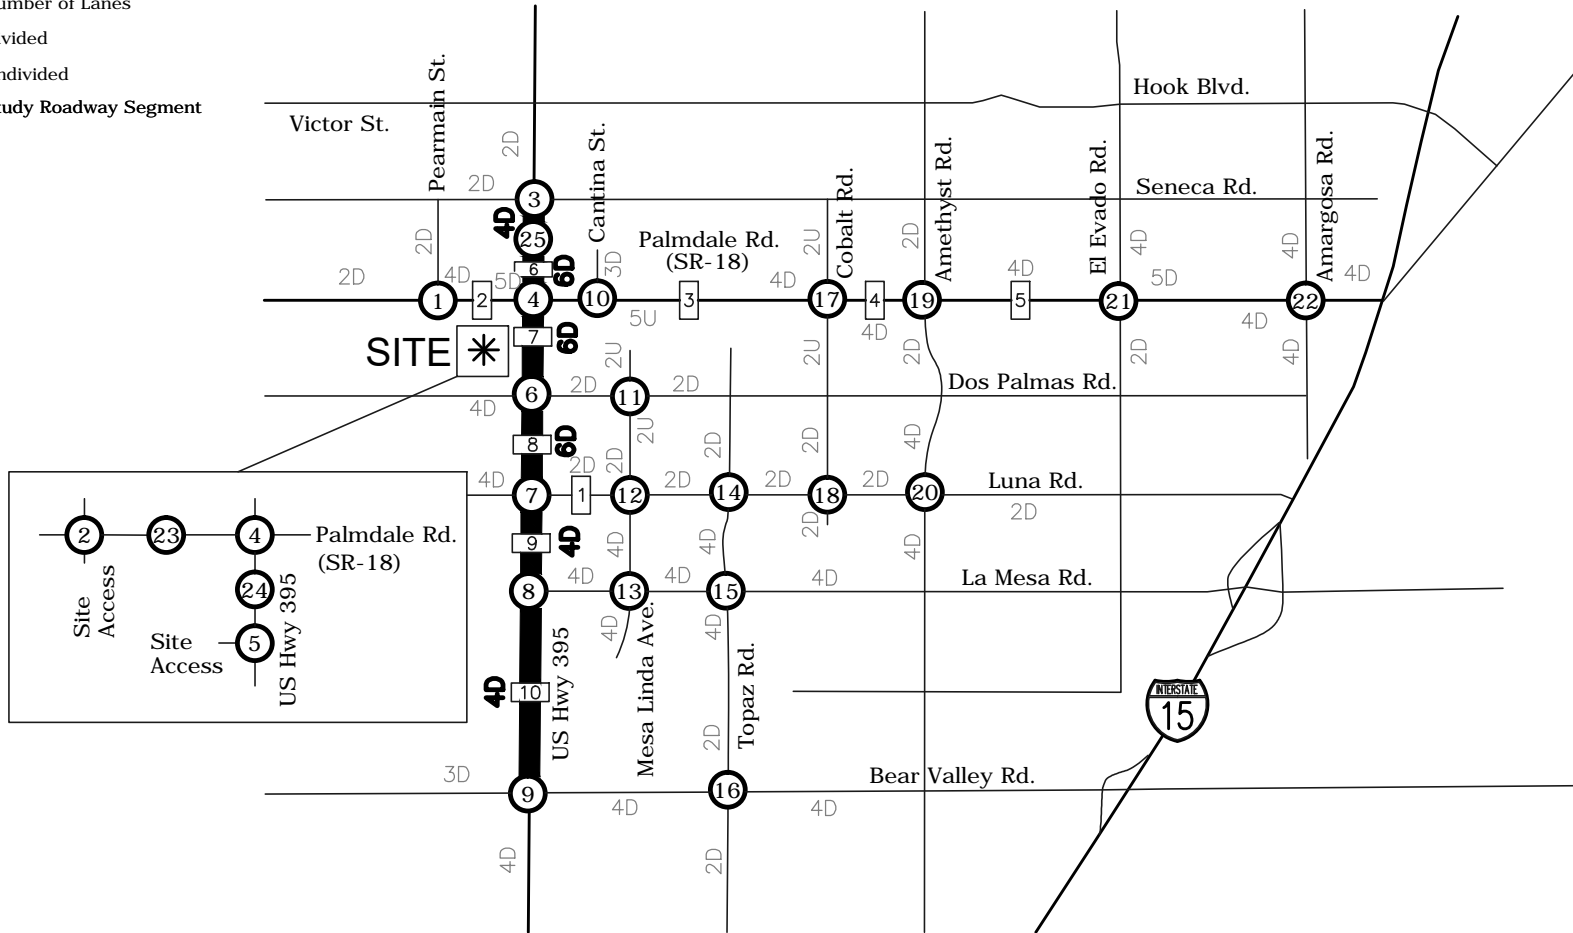 umber of Lanes
vided
ndivided
udy Roadway Segment
Hook Blvd.
Victor St.
Pearmain St.
2D
Cantina St.
Amethyst Rd.
El Evado Rd.
Amargosa Rd.
Cobalt Rd.
2D
Seneca Rd.
3
4D
25
2D
3D
Palmdale Rd.
(SR-18)
2U
2D
4D
4D
2D
4D
5D
6
6D
4D
4D
5D
4D
1
2
4
10
3
17
4
19
5
21
22
5U
4D
4D
SITE
7
6D
2U
2U
2D
2D
4D
2D
2D
Dos Palmas Rd.
6
11
4D
8
6D
2U
2D
2D
4D
4D
2D
2D
2D
2D
2D
Luna Rd.
7
1
12
14
18
20
2D
2D
9
4D
4D
4D
4D
4D
4D
4D
La Mesa Rd.
8
13
15
4D
4D
10
4D
US Hwy 395
Mesa Linda Ave.
Topaz Rd.
2D
INTERSTATE
15
3D
Bear Valley Rd.
9
16
4D
4D
4D
2D
2
23
4
Palmdale Rd.
(SR-18)
24
Site
Access
Site
Access
5
US Hwy 395